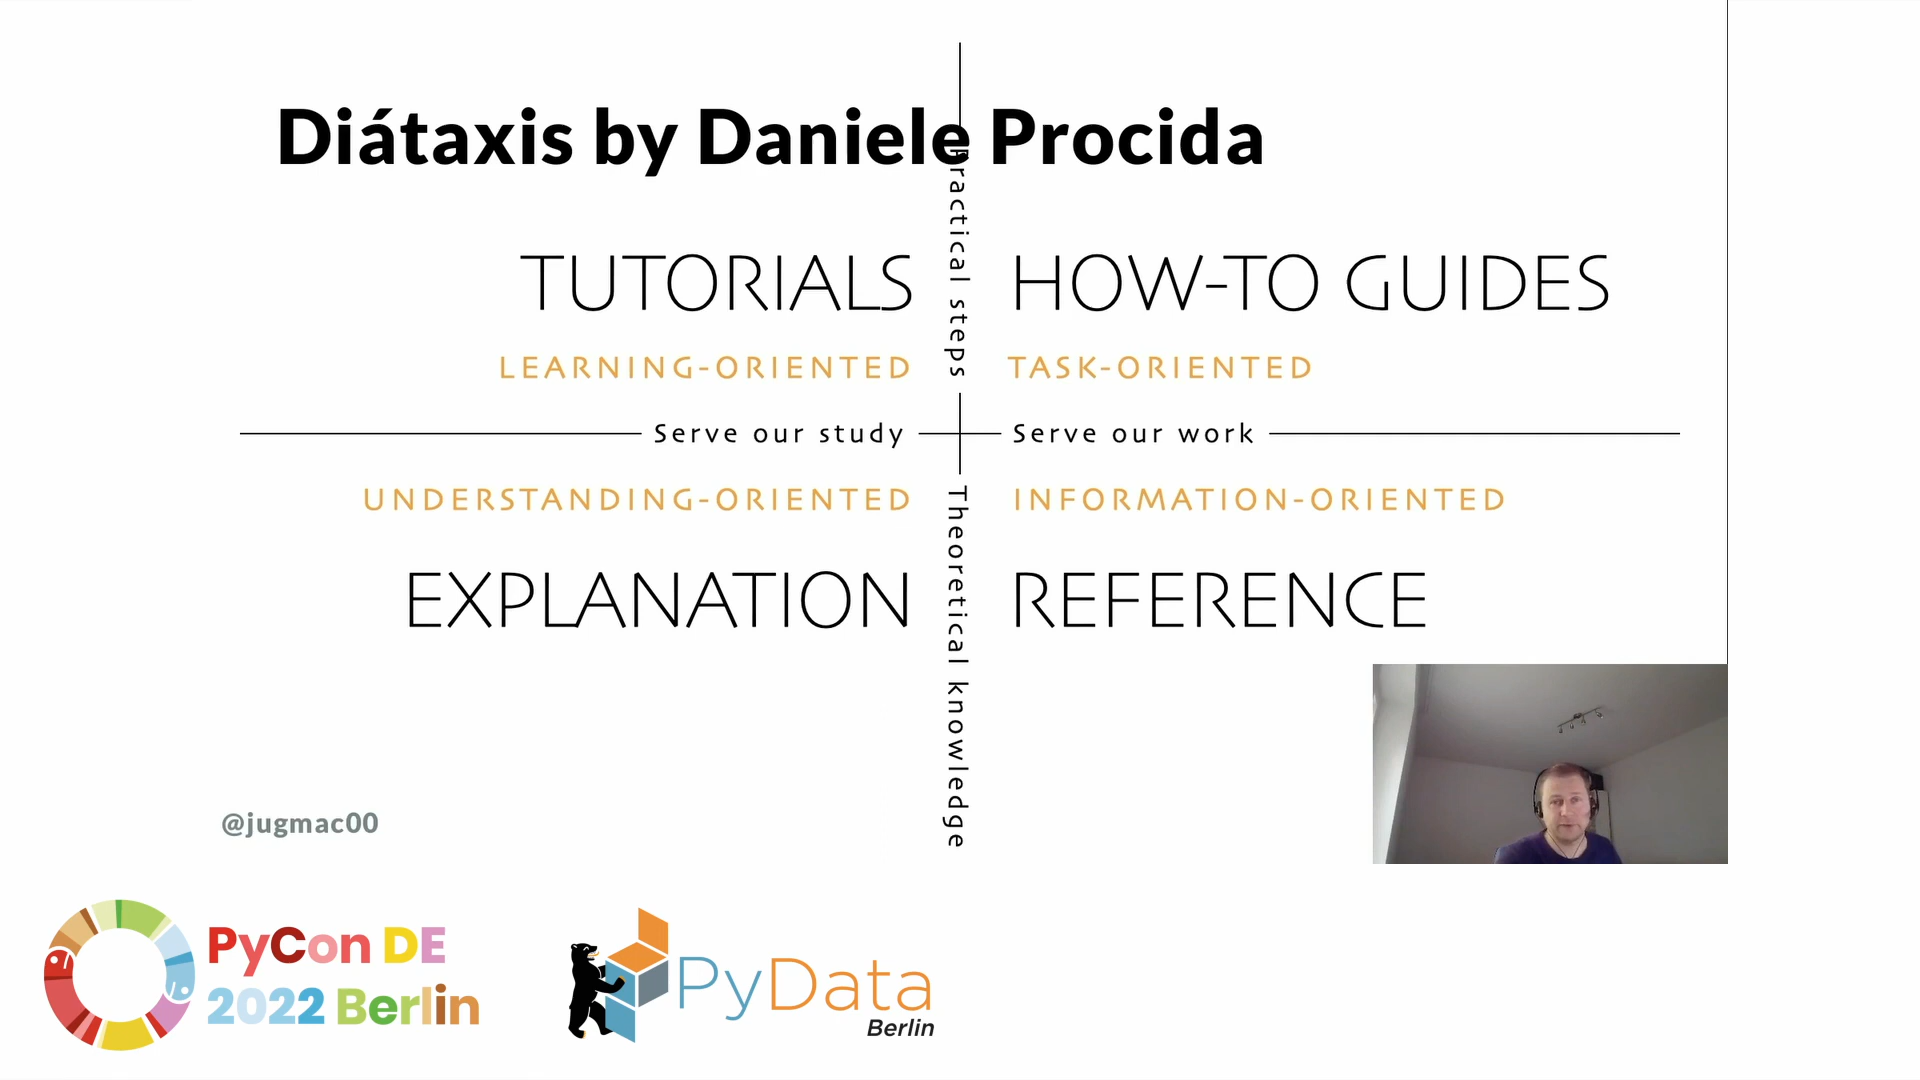 Diátaxis by Daniele Procida
Practical steps
TUTORIALS
HOW-TO GUIDES
LEARNING-ORIENTED
TASK-ORIENTED
Serve our study
Serve our work
UNDERSTANDING-ORIENTED
INFORMATION-ORIENTED
EXPLANATION
REFERENCE
Theoretical knowledge
@jugmac00
PyCon DE
2022 Berlin
PyData
Berlin